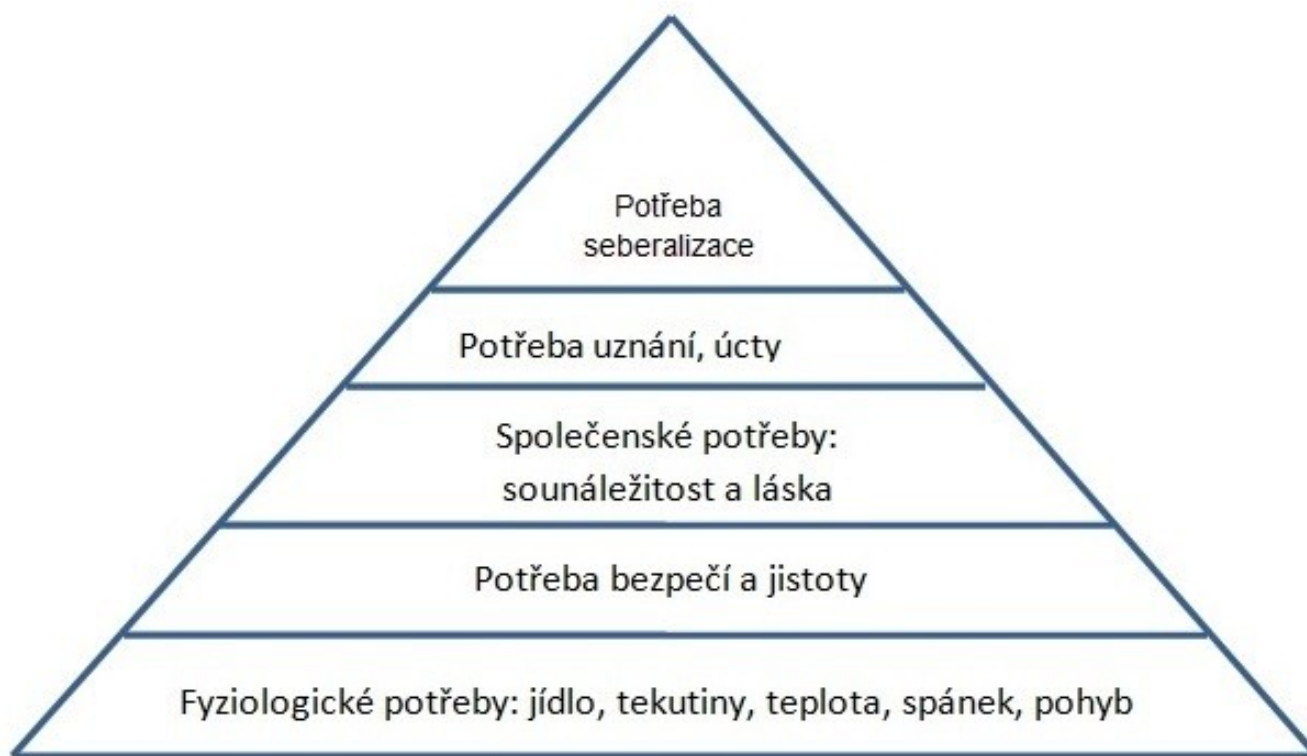 Potřeba
seberalizace
Potřeba uznání, úcty
Společenské potřeby:
sounáležitost a láska
Potřeba bezpečí a jistoty
Fyziologické potřeby: jídlo, tekutiny, teplota, spánek, pohyb